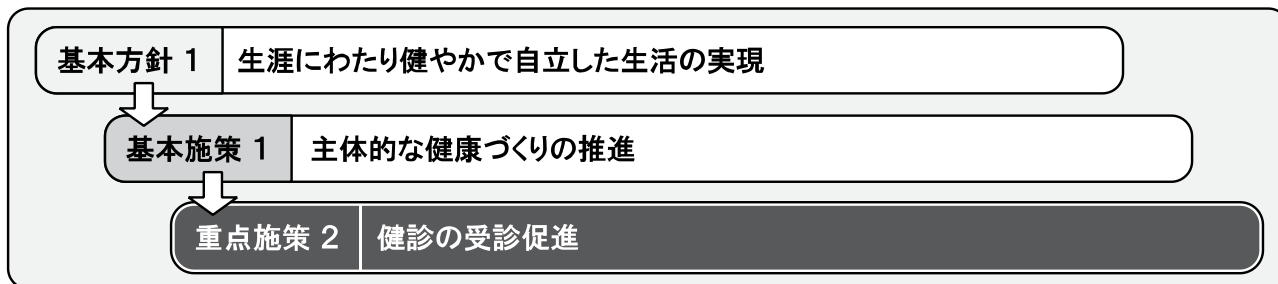 基本方針 1 生涯にわたり健やかで自立した生活の実現
基本施策 1 主体的な健康づくりの推進
重点施策 2 健診の受診促進